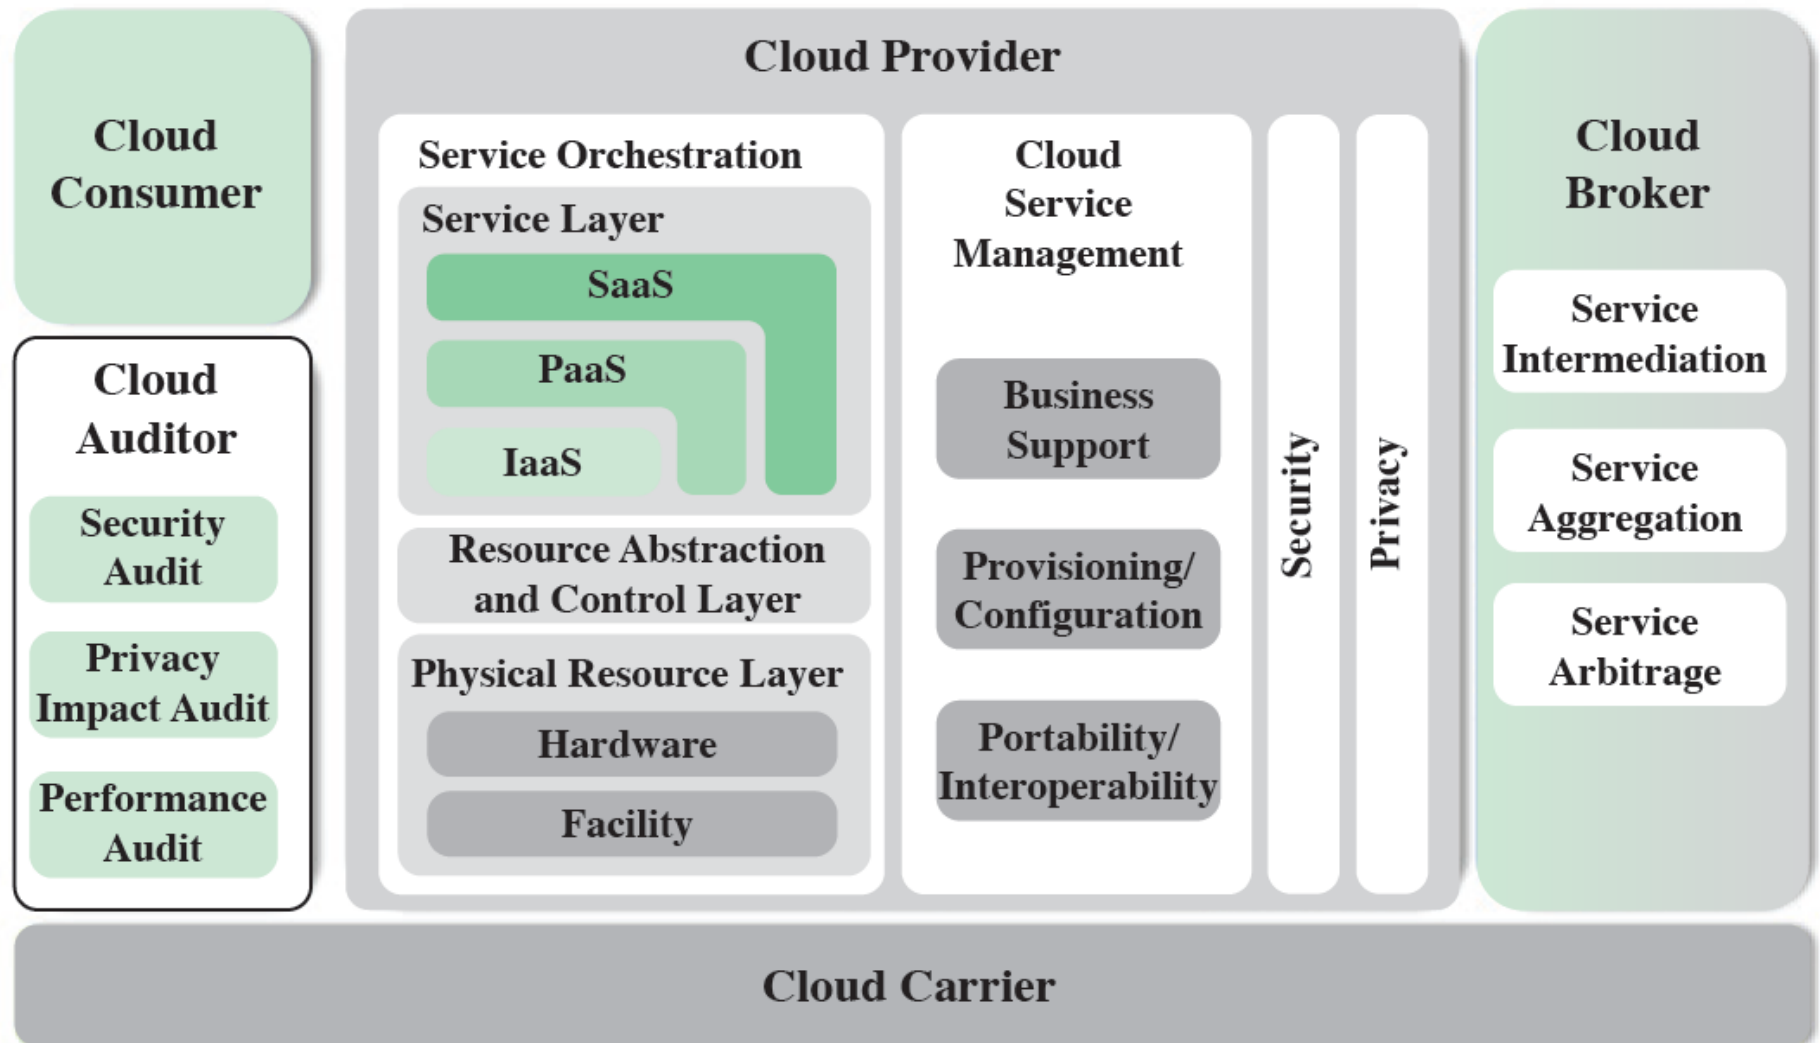 Cloud
Consumer
Cloud
Auditor
Security
Audit
Privacy
Impact Audit
Performance
Audit
Cloud Provider
Service Orchestration
Service Layer
SaaS
PaaS
IaaS
Resource Abstraction
and Control Layer
Physical Resource Layer
Hardware
Facility
Cloud
Service
Management
Business
Support
Provisioning/
Configuration
Portability/
Interoperability
Security
Privacy
Cloud
Broker
Service
Intermediation
Service
Aggregation
Service
Arbitrage
Cloud Carrier